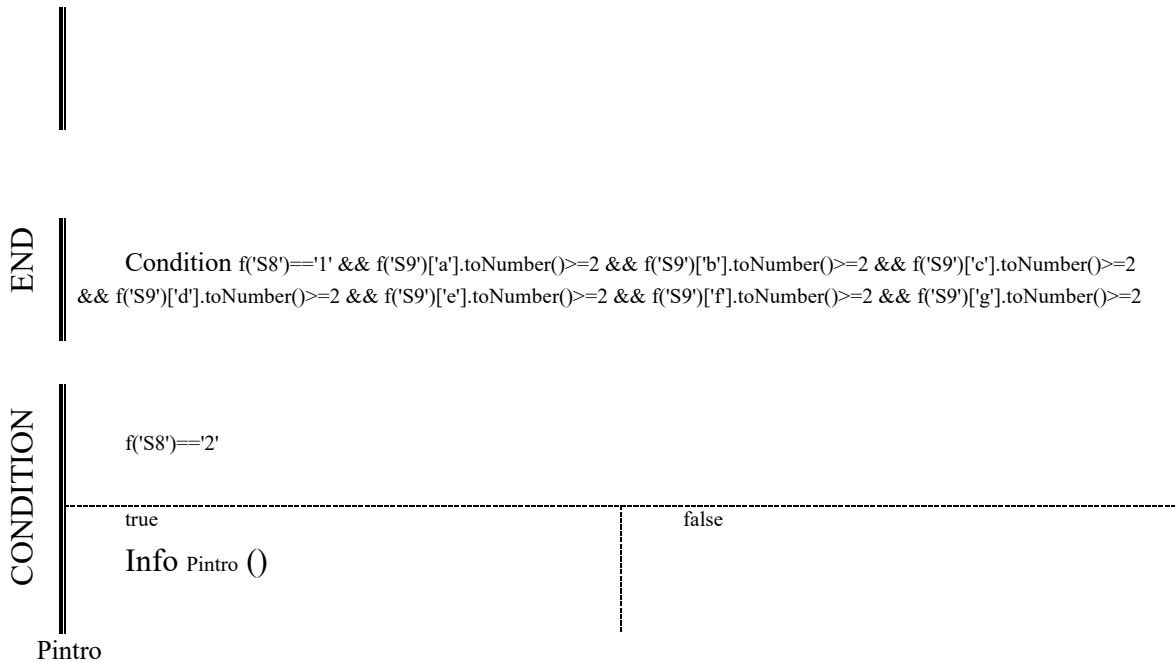 END
Condition f('S8')=='1' && f('S9')['a'].toNumber()>=2 && f('S9')['b'].toNumber()>=2 && f('S9')['c'].toNumber()>=2
&& f('S9')['d'].toNumber()>=2 && f('S9')['e'].toNumber()>=2 && f('S9')['f'].toNumber()>=2 && f('S9')['g'].toNumber()>=2
CONDITION
f('S8')=='2'
true false
Info Pintro ()
Pintro